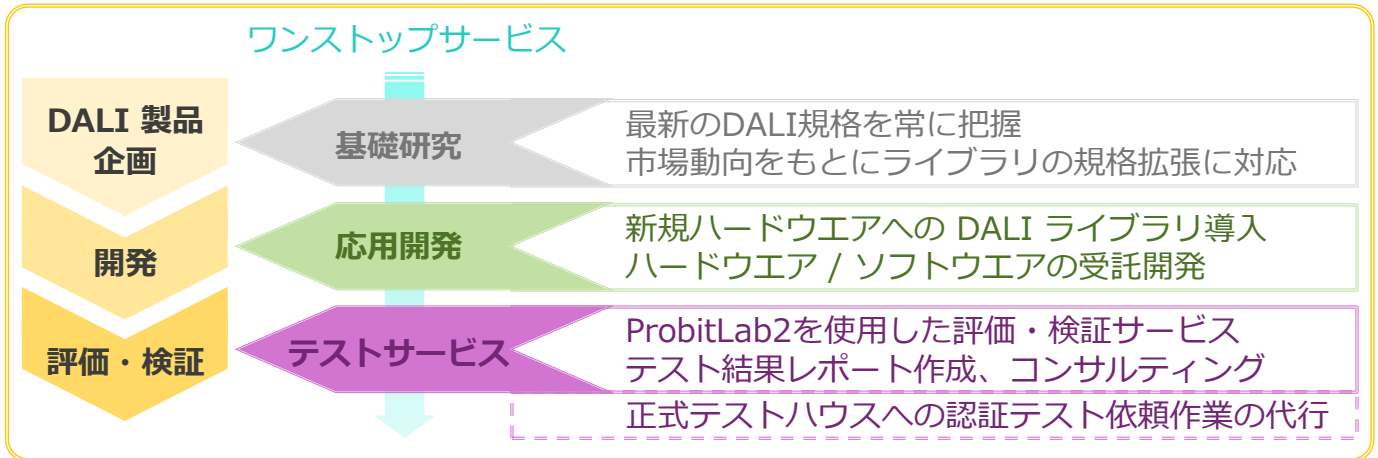 ワンストップサービス
DALI 製品
企画
基礎研究
最新のDALI規格を常に把握
市場動向をもとにライブラリの規格拡張に対応
開発
応用開発
新規ハードウエアへの DALI ライブラリ導入
ハードウエア / ソフトウエアの受託開発
評価・検証
テストサービス
ProbitLab2を使用した評価・検証サービス
テスト結果レポート作成、コンサルティング
正式テストハウスへの認証テスト依頼作業の代行